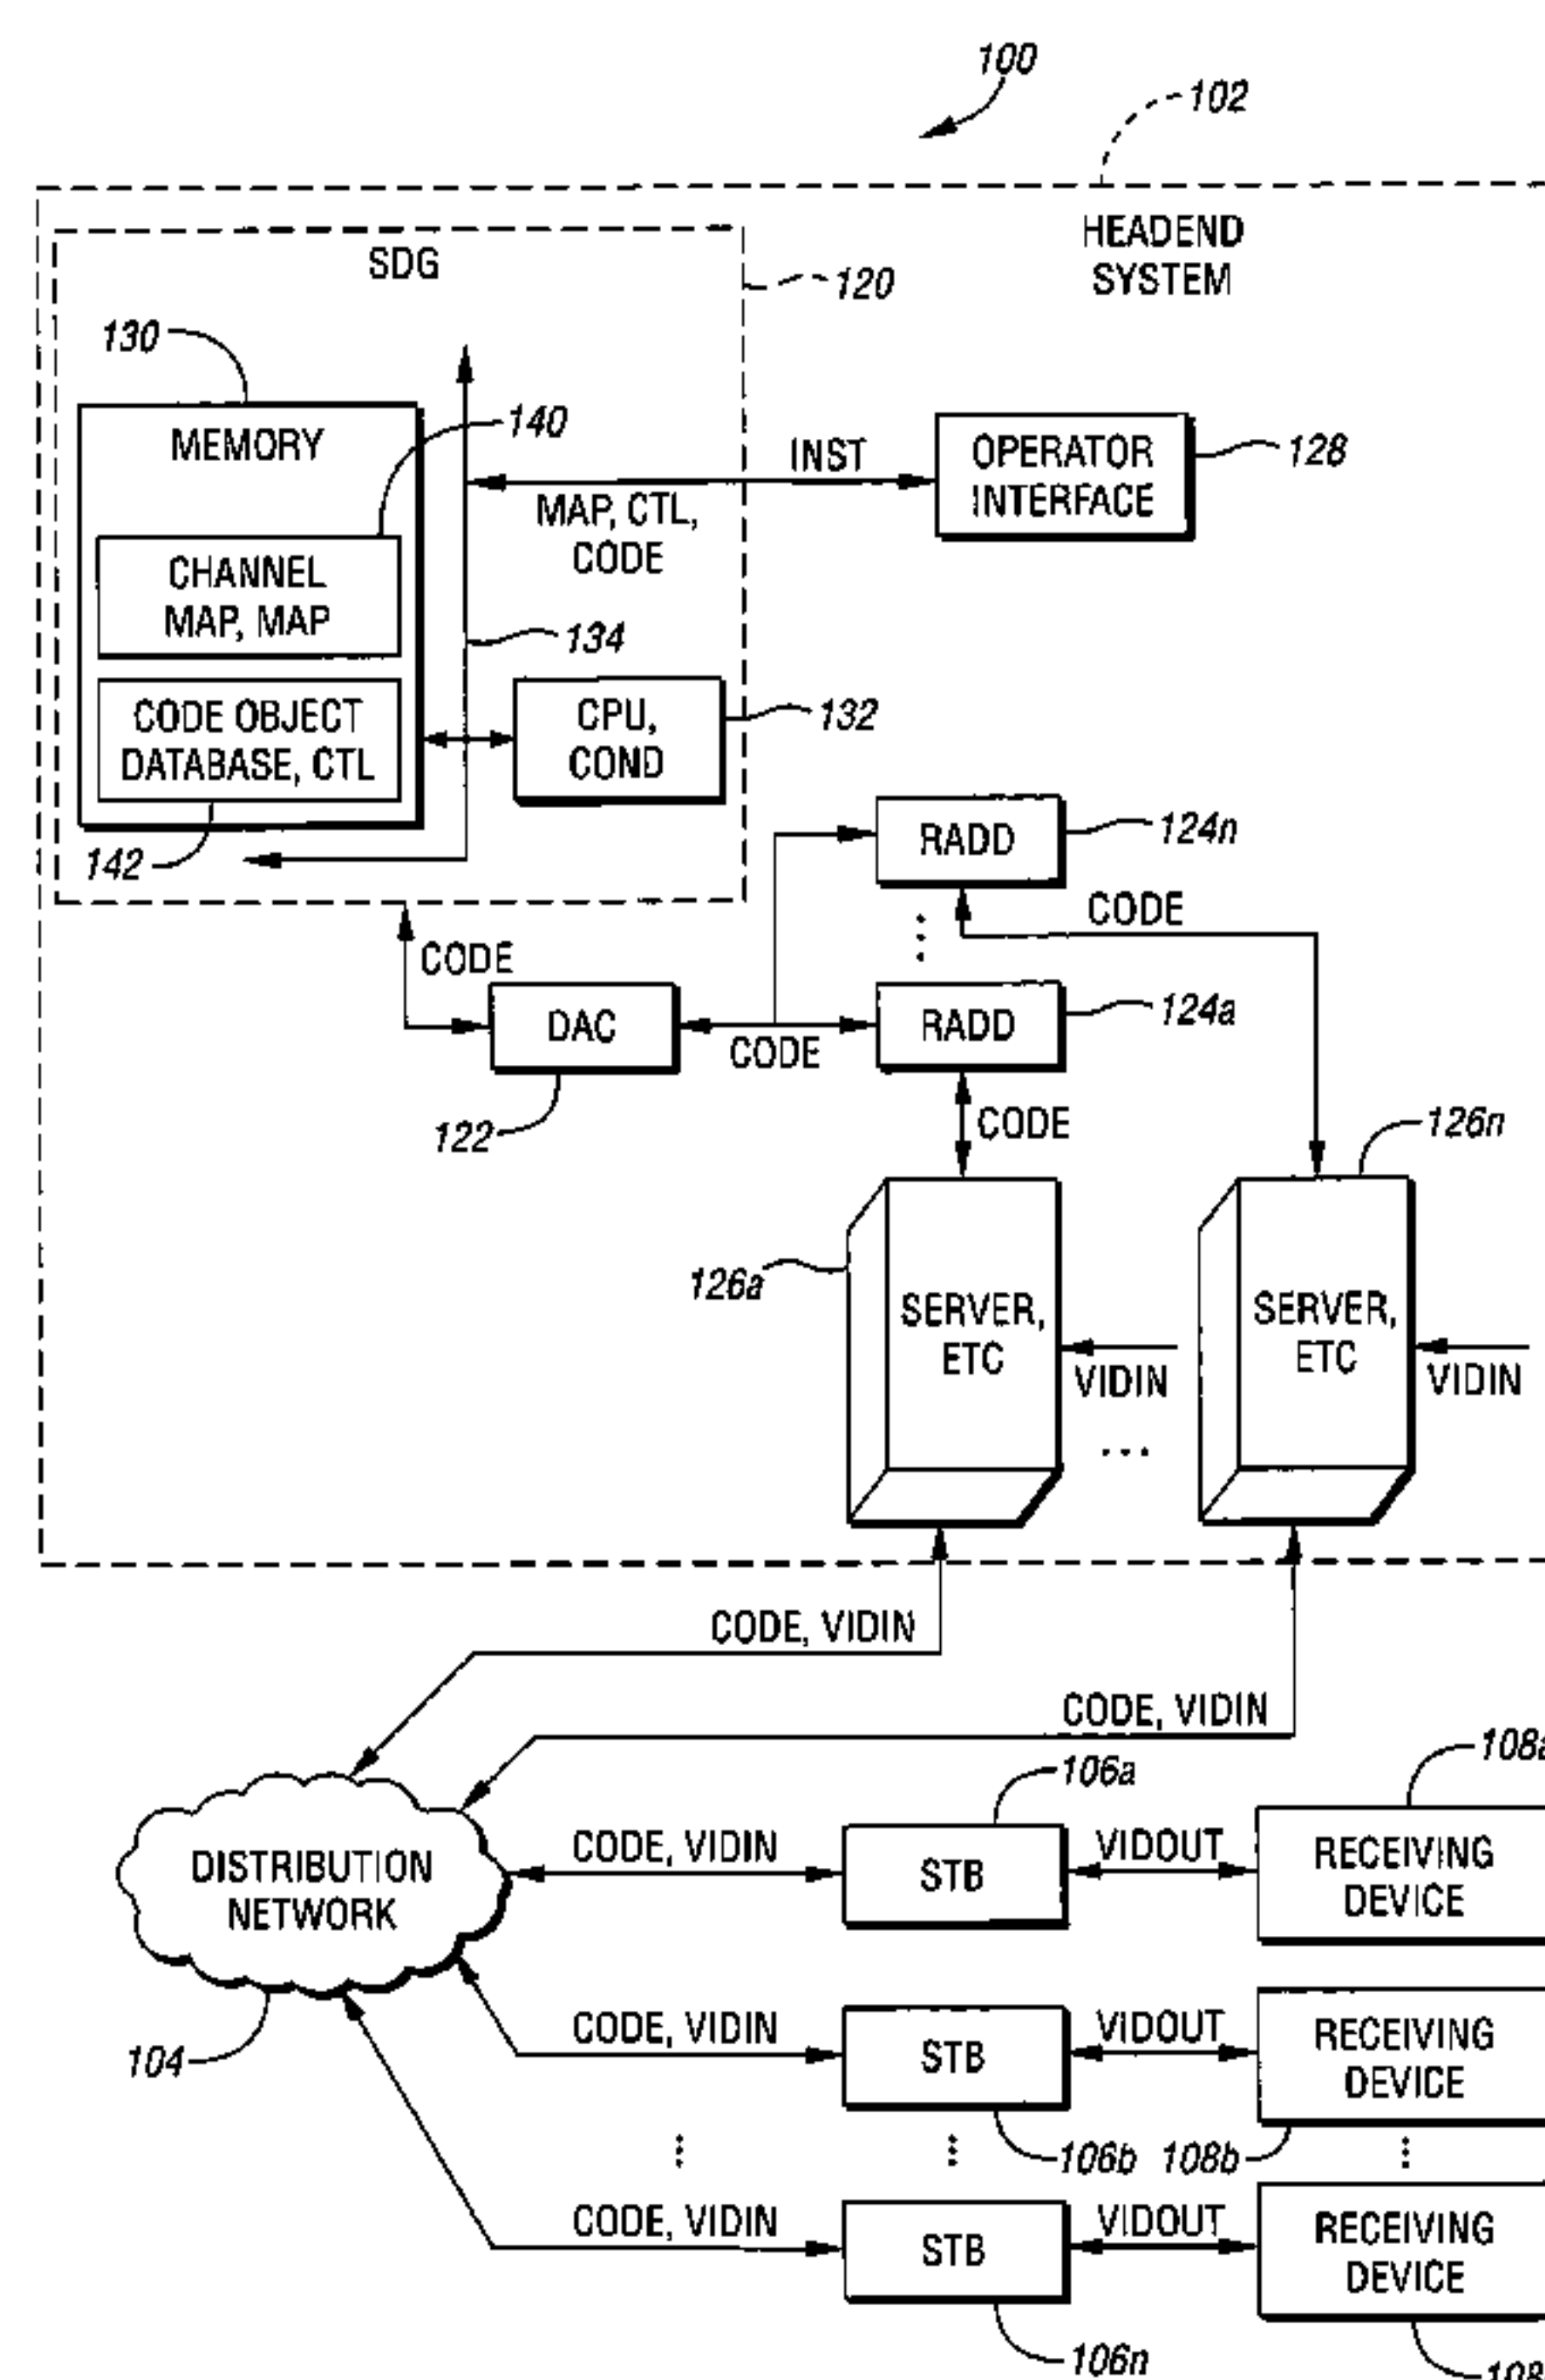 100
102
HEADEND
SYSTEM
SDG
120
130
MEMORY
140
INST
OPERATOR
INTERFACE
128
MAP, CTL,
CODE
CHANNEL
MAP, MAP
134
CODE OBJECT
DATABASE, CTL
CPU,
COND
132
142
RADD
124n
CODE
CODE
DAC
122
CODE
RADD
124a
CODE
126n
126a
SERVER,
ETC
VIDIN
SERVER,
ETC
VIDIN
CODE, VIDIN
CODE, VIDIN
DISTRIBUTION
NETWORK
104
CODE, VIDIN
106a
STB
VIDOUT
108a
RECEIVING
DEVICE
CODE, VIDIN
STB
VIDOUT
RECEIVING
DEVICE
106b
108b
CODE, VIDIN
STB
VIDOUT
RECEIVING
DEVICE
106n